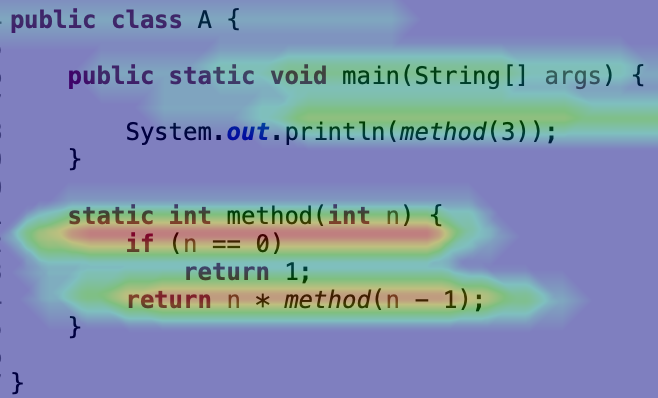 public class A {
public static void main(String[] args) {
System.out.println(method(3));
}
static int method(int n) {
if (n == 0)
return 1;
return n * method(n - 1);
}
}